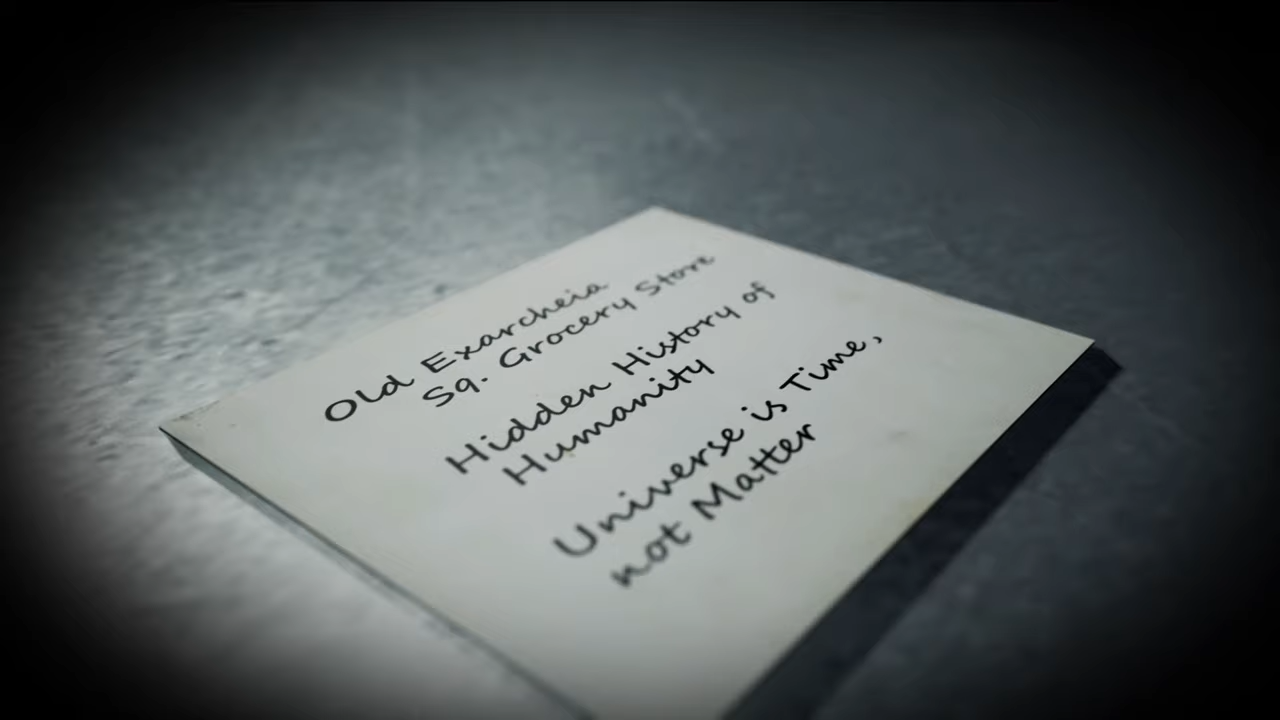 Old Exarcheia
Sq. Grocery Store
Hidden History of
Humanity
Universe is Time,
not Matter